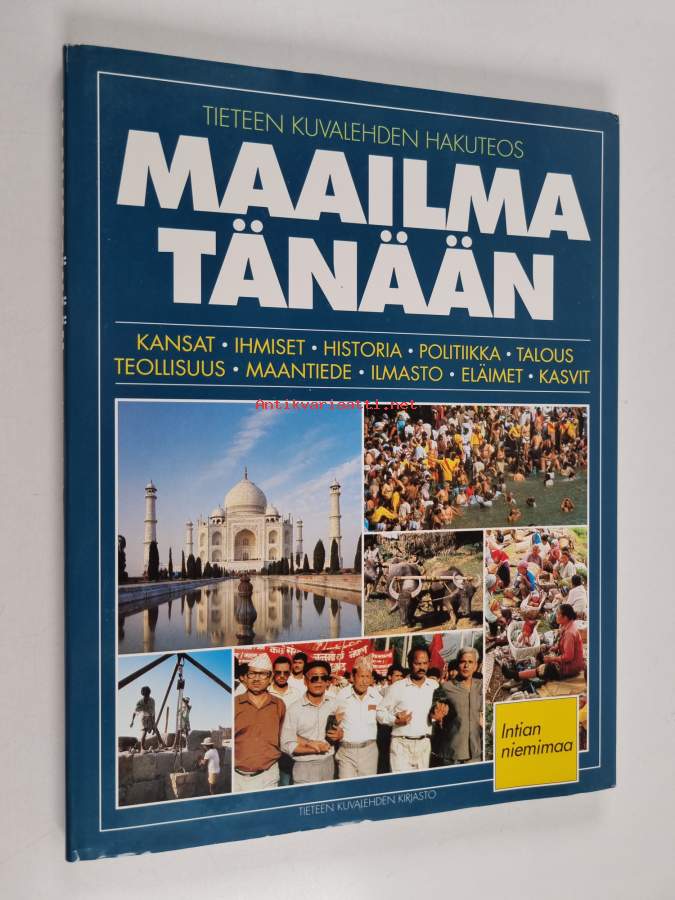 TIETEEN KUVALEHDEN HAKUTEOS
MAAILMA
TÄNÄÄN
KANSAT • IHMISET • HISTORIA • POLITIIKKA • TALOUS
TEOLLISUUS • MAANTIEDE • ILMASTO • ELÄIMET • KASVIT
Antikvariaatti.net
Intian
niemimaa
TIETEEN KUVALEHDEN KIRJASTO